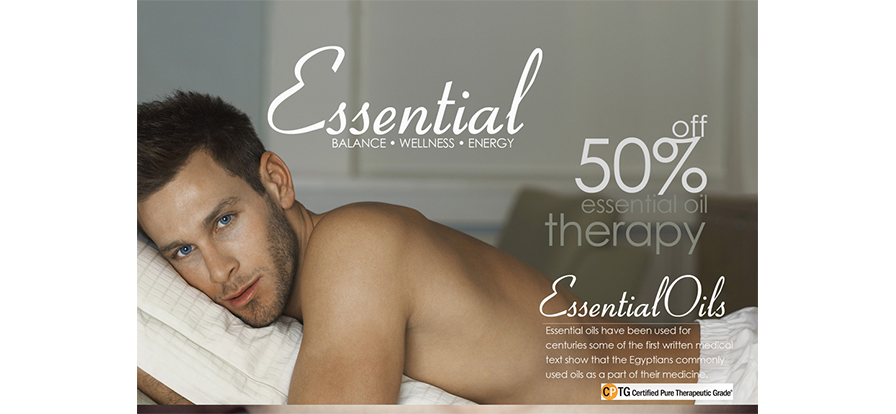 Essential
BALANCE • WELLNESS • ENERGY
off
50%
essential oil
therapy
Essential Oils
Essential oils have been used for
centuries some of the first written medical
text show that the Egyptians commonly
used oils as a part of their medicine.
CPTG Certified Pure Therapeutic Grade®